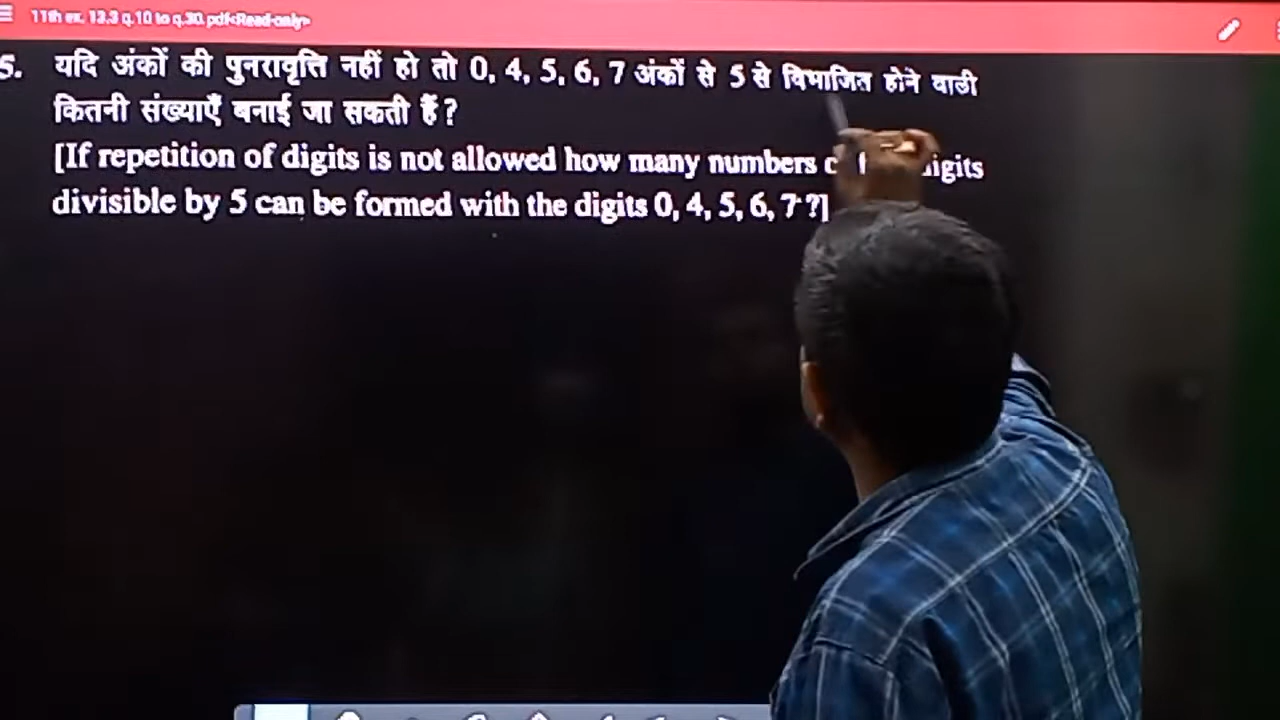 11th ex. 13.3 q.10 to q.30.pdf<Read-only>
5. यदि अंकों की पुनरावृत्ति नहीं हो तो 0, 4, 5, 6, 7 अंकों से 5 से विभाजित होने वाली
कितनी संख्याएँ बनाई जा सकती हैं ?
[If repetition of digits is not allowed how many numbers
divisible by 5 can be formed with the digits 0, 4, 5, 6, 7 ?]